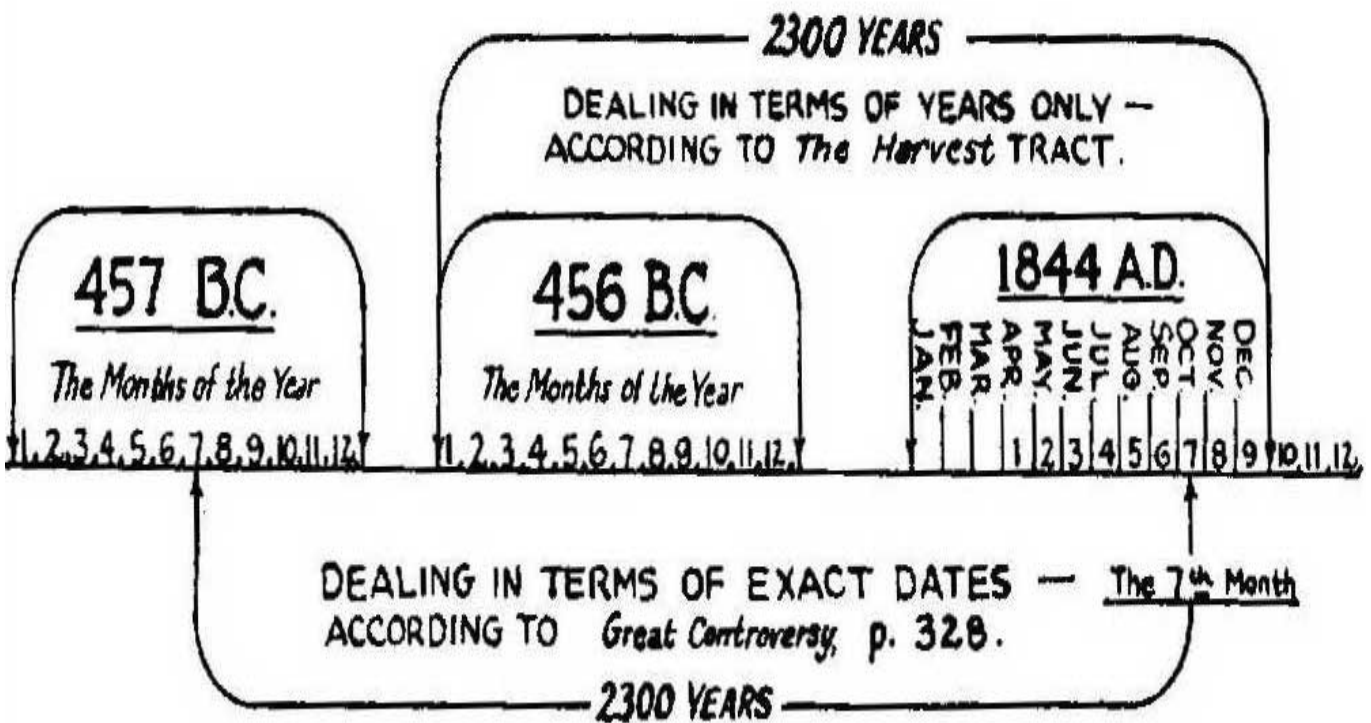 2300 YEARS
DEALING IN TERMS OF YEARS ONLY —
ACCORDING TO The Harvest TRACT.
457 B.C.
The Months of the Year
1. 2. 3. 4. 5. 6. 7. 8. 9. 10. 11. 12.
456 B.C.
The Months of the Year
1. 2. 3. 4. 5. 6. 7. 8. 9. 10. 11. 12.
1844 A.D.
JAN. FEB. MAR. APR. MAY. JUN. JUL. AUG. SEP. OCT. NOV. DEC.
1 2 3 4 5 6 7 8 9 10. 11. 12.
DEALING IN TERMS OF EXACT DATES — The 7th Month
ACCORDING TO Great Controversy, p. 328.
2300 YEARS